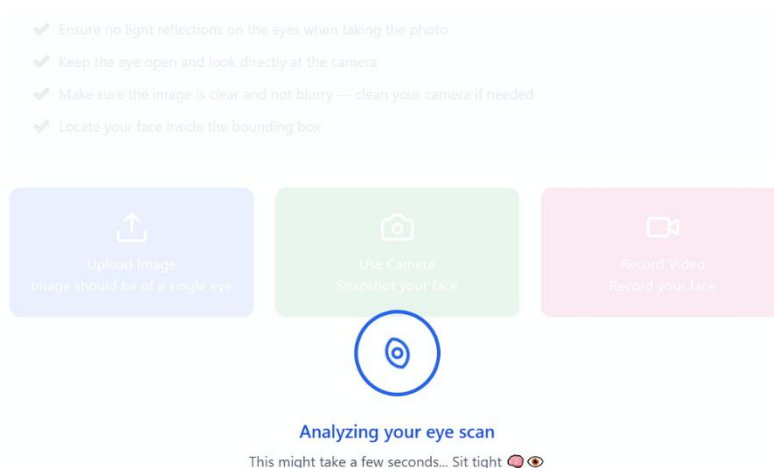 Ensure no light reflections on the eyes when taking the photo
Keep the eye open and look directly at the camera
Make sure the image is clear and not blurry — clean your camera if needed
Locate your face inside the bounding box
Upload Image
Image should be of a single eye
Use Camera
Snapshot your face
Record Video
Record your face
Analyzing your eye scan
This might take a few seconds... Sit tight 🧠👁️